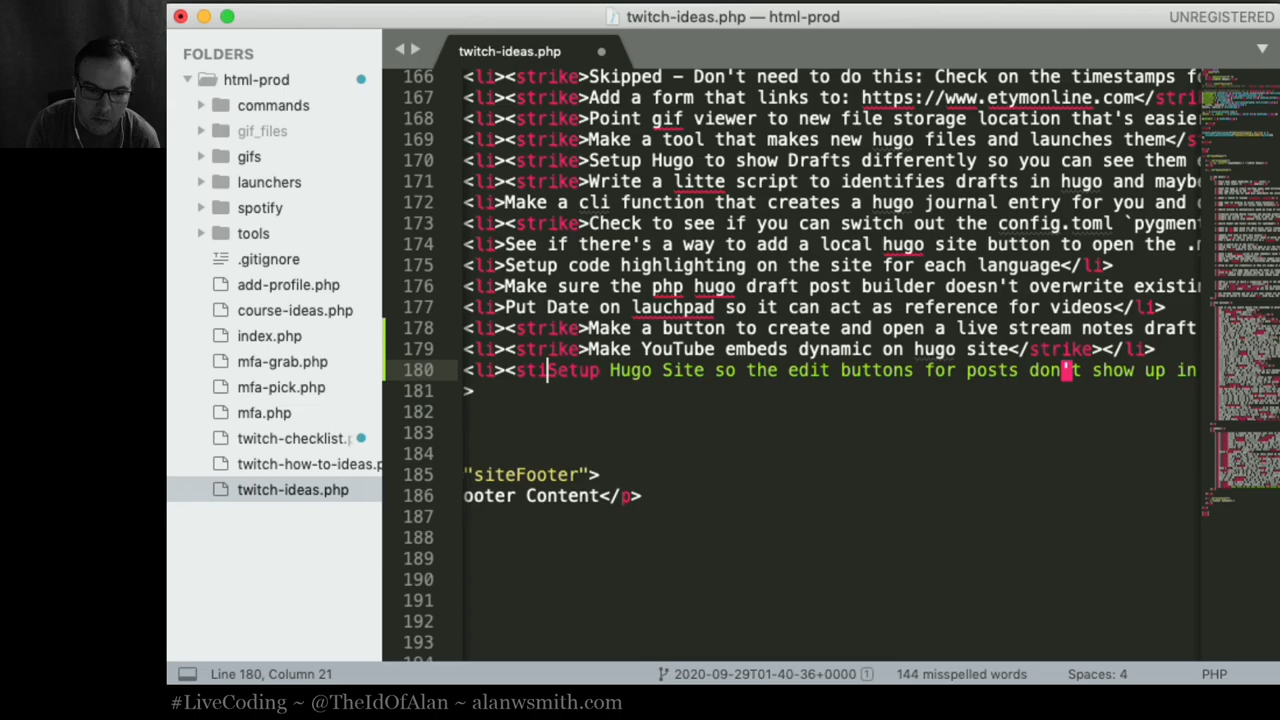 twitch-ideas.php — html-prod
UNREGISTERED
FOLDERS
twitch-ideas.php
html-prod
commands
gif_files
gifs
launchers
spotify
tools
.gitignore
add-profile.php
course-ideas.php
index.php
mfa-grab.php
mfa-pick.php
mfa.php
twitch-checklist.
twitch-how-to-ideas.p
twitch-ideas.php
166 <li><strike>Skipped – Don't need to do this: Check on the timestamps f
167 <li><strike>Add a form that links to: https://www.etymonline.com</stri
168 <li><strike>Point gif viewer to new file storage location that's easie
169 <li><strike>Make a tool that makes new hugo files and launches them</s
170 <li><strike>Setup Hugo to show Drafts differently so you can see them
171 <li><strike>Write a litte script to identifies drafts in hugo and mayb
172 <li>Make a cli function that creates a hugo journal entry for you and
173 <li><strike>Check to see if you can switch out the config.toml `pygmen
174 <li>See if there's a way to add a local hugo site button to open the .
175 <li>Setup code highlighting on the site for each language</li>
176 <li>Make sure the php hugo draft post builder doesn't overwrite existi
177 <li>Put Date on lauchpad so it can act as reference for videos</li>
178 <li><strike>Make a button to create and open a live stream notes draft
179 <li><strike>Make YouTube embeds dynamic on hugo site</strike></li>
180 <li><stiSetup Hugo Site so the edit buttons for posts don't show up in
181 >
182
183
184
185 "siteFooter">
186 ooter Content</p>
187
188
189
190
191
192
193
Line 180, Column 21
2020-09-29T01-40-36+0000 1
144 misspelled words
Spaces: 4
PHP
#LiveCoding ~ @TheIdOfAlan ~ alanwsmith.com